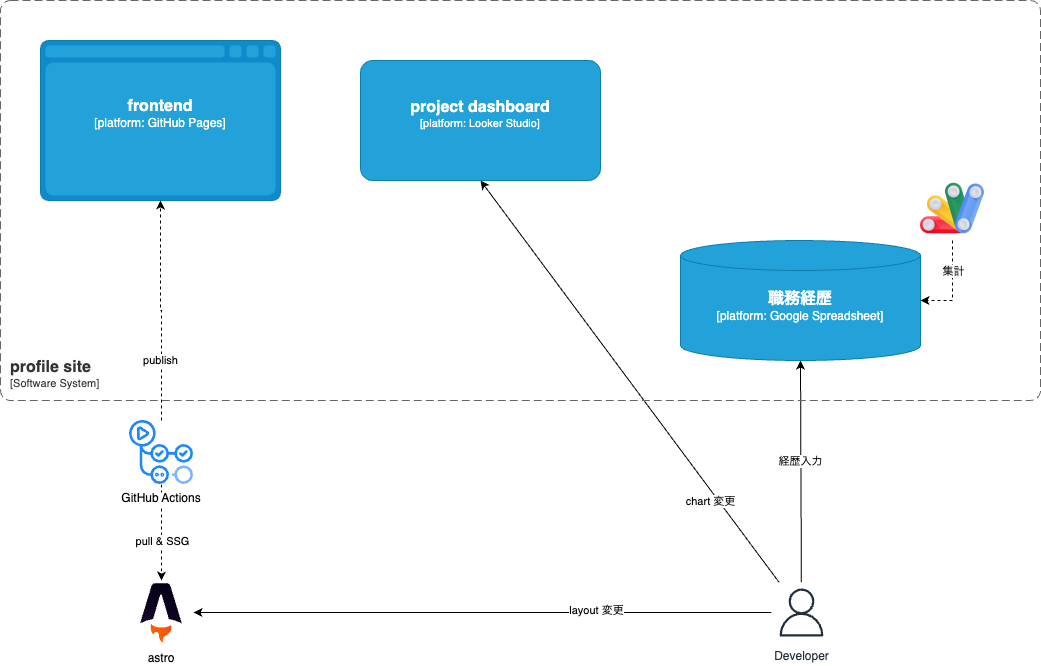 frontend
[platform: GitHub Pages]
project dashboard
[platform: Looker Studio]
集計
職務経歴
[platform: Google Spreadsheet]
publish
profile site
[Software System]
経歴入力
GitHub Actions
chart 変更
pull & SSG
layout 変更
astro
Developer